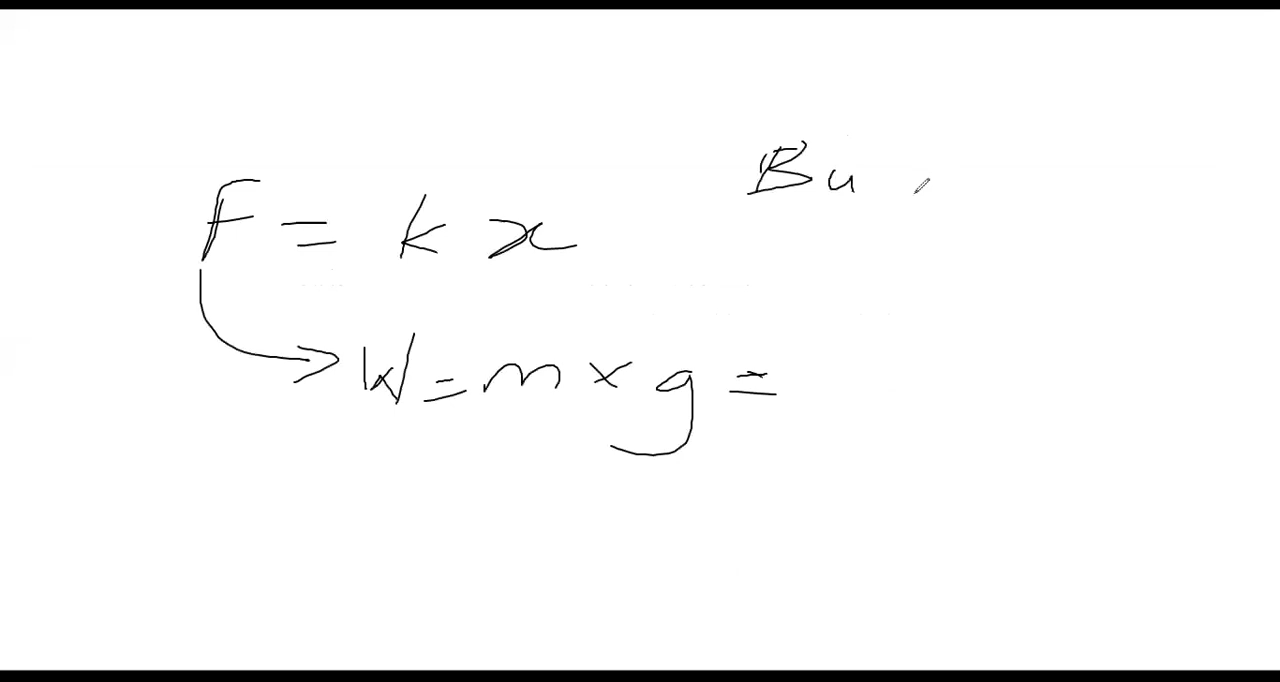 F = kx
Bu
W = m × g =